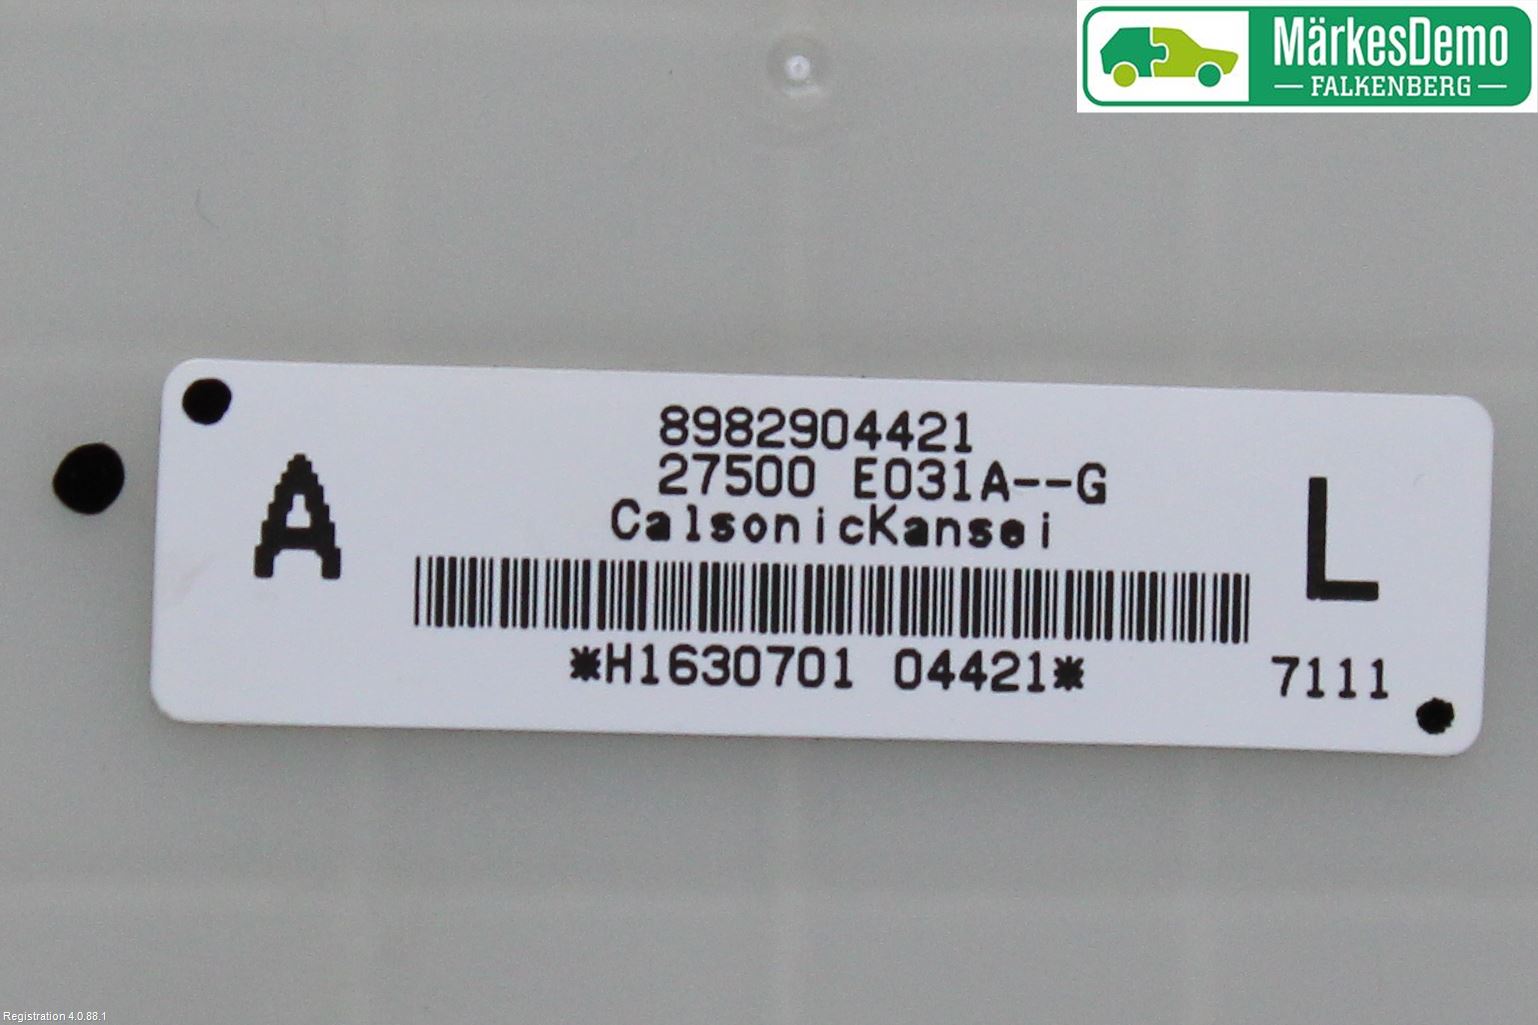 MärkesDemo
FALKENBERG
8982904421
27500 E031A--G
CalsonicKansei
A
L
*H1630701 04421*
7111
Registration 4.0.88.1